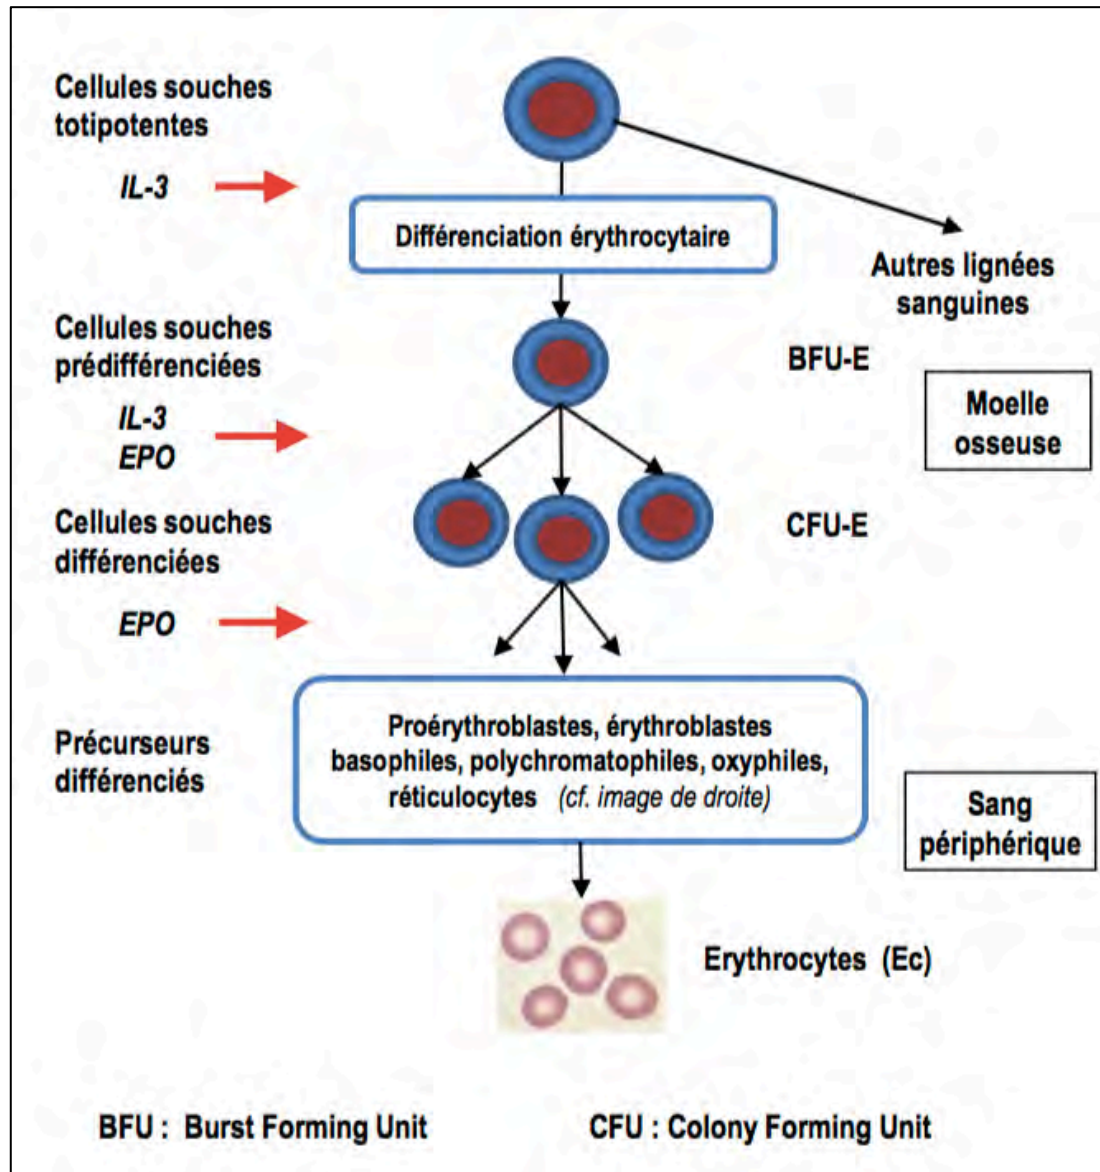 Cellules souches
totipotentes
IL-3
Différenciation érythrocytaire
Autres lignées
sanguines
Cellules souches
prédifférenciées
BFU-E
IL-3
EPO
Moelle
osseuse
Cellules souches
différenciées
CFU-E
EPO
Précurseurs
différenciés
Proérythroblastes, érythroblastes
basophiles, polychromatophiles, oxyphiles,
réticulocytes (cf. image de droite)
Sang
périphérique
Erythrocytes (Ec)
BFU : Burst Forming Unit
CFU : Colony Forming Unit